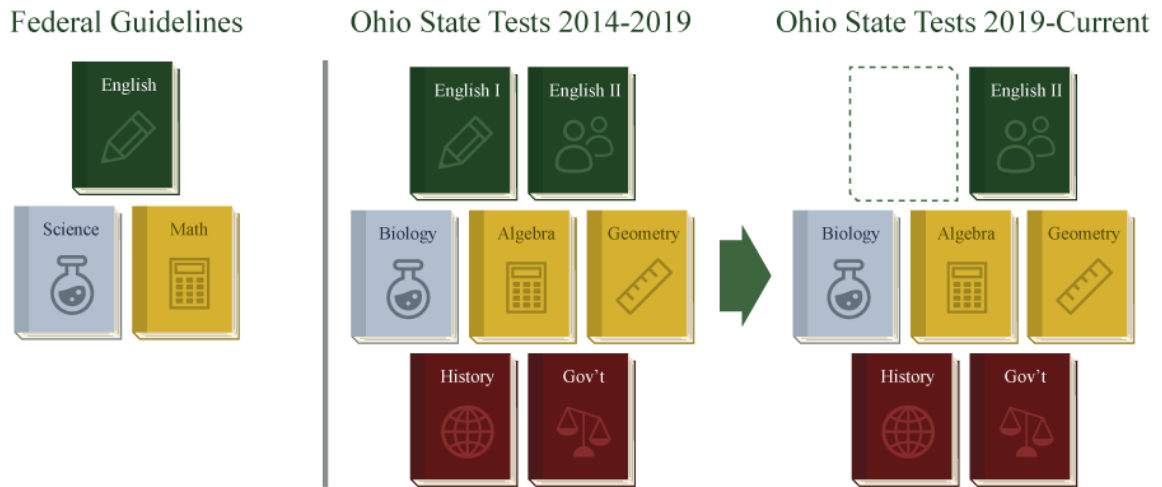 Federal Guidelines
Ohio State Tests 2014-2019
Ohio State Tests 2019-Current
English
English I
English II
English II
Science
Math
Biology
Algebra
Geometry
Biology
Algebra
Geometry
History
Gov't
History
Gov't